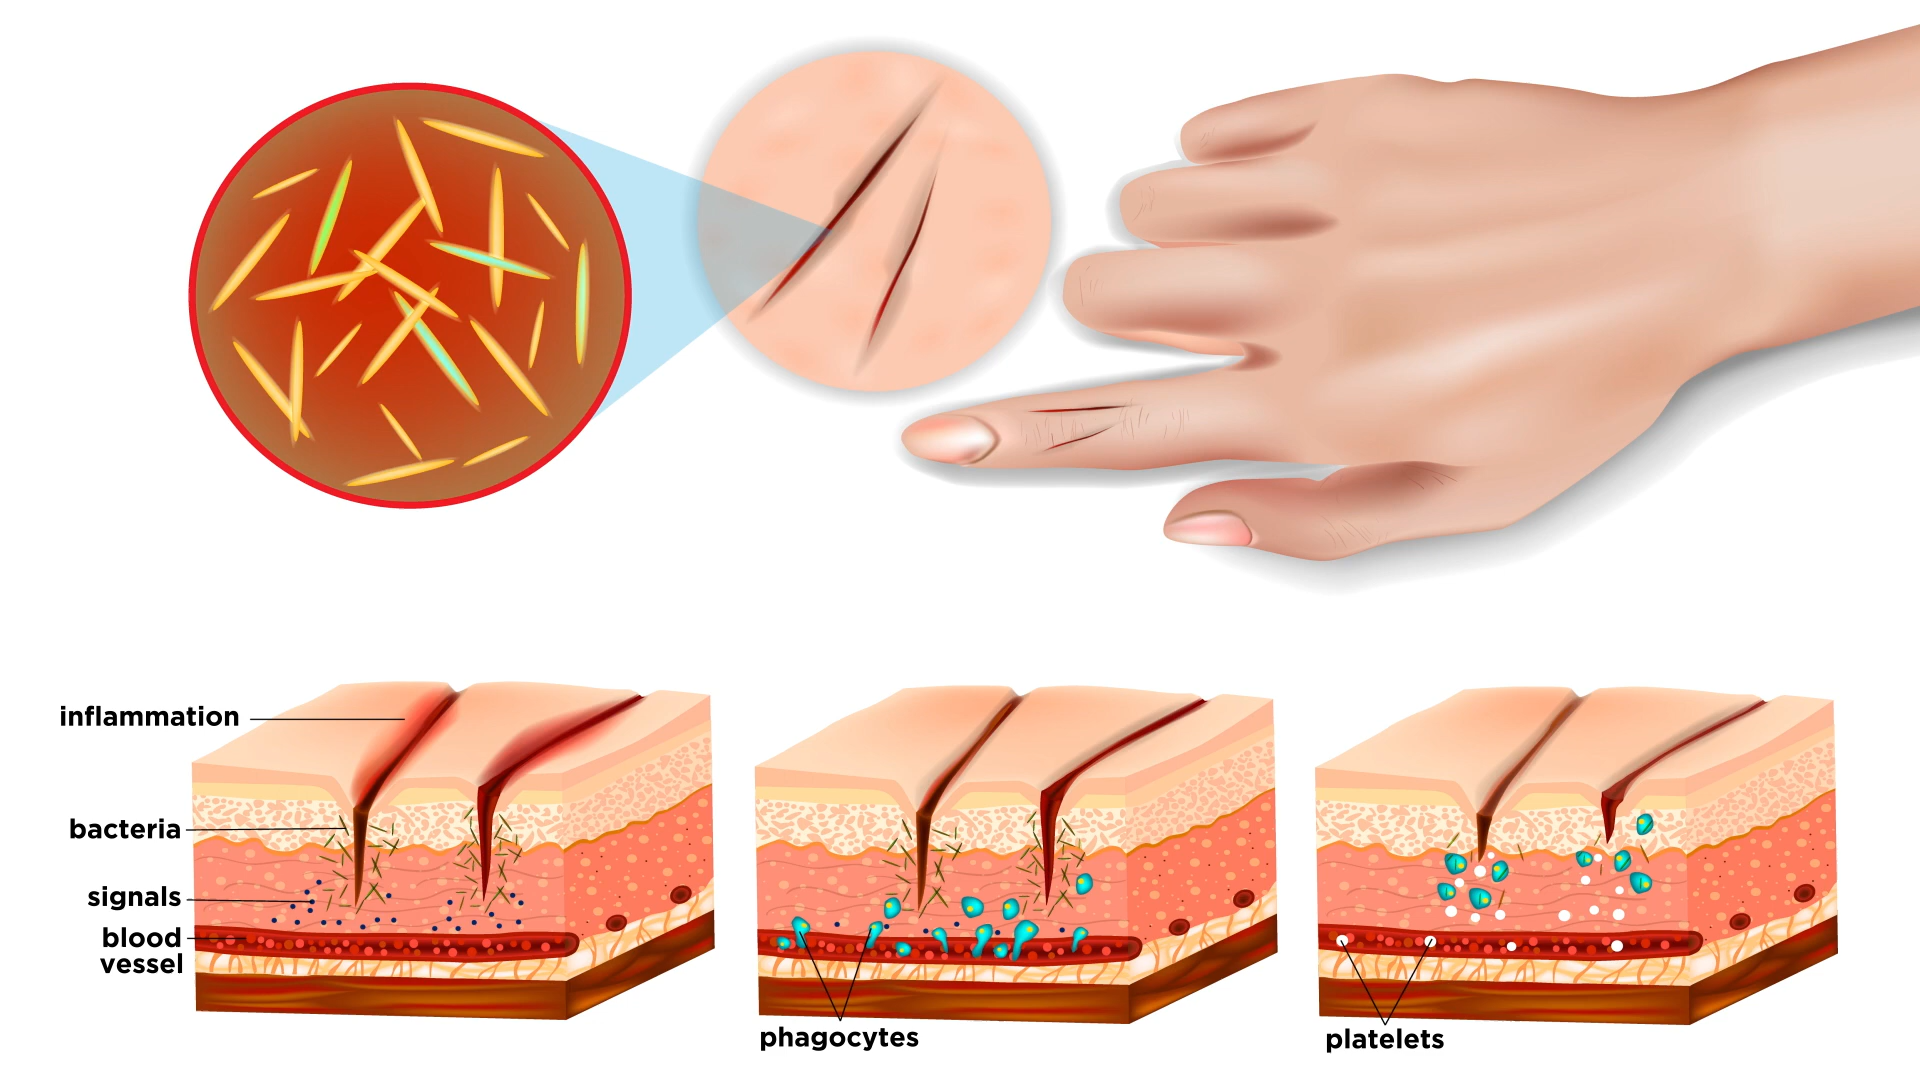 inflammation
bacteria
signals
blood
vessel
phagocytes
platelets